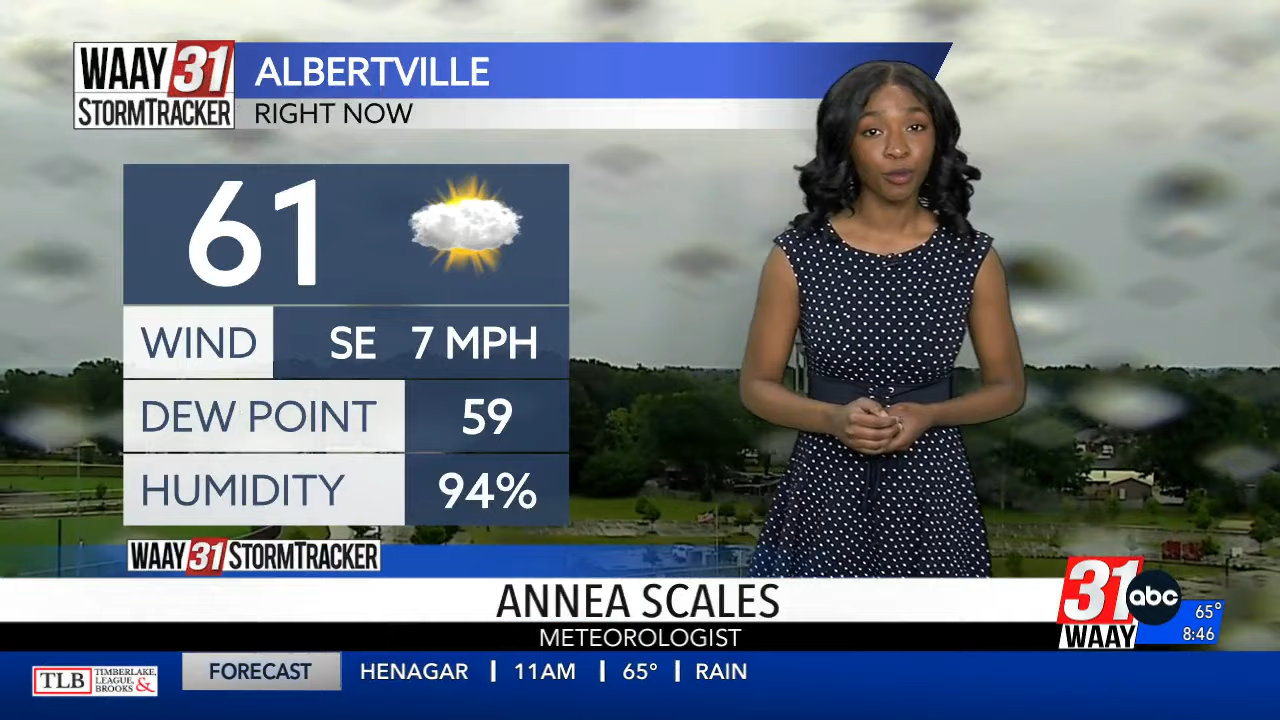 WAAY 31
STORMTRACKER
ALBERTVILLE
RIGHT NOW
61
WIND SE 7 MPH
DEW POINT 59
HUMIDITY 94%
WAAY 31 STORMTRACKER
ANNEA SCALES
METEOROLOGIST
31 abc
WAAY
65°
8:46
TLB TIMBERLAKE,
LEAGUE, &
BROOKS
FORECAST HENAGAR | 11AM | 65° | RAIN